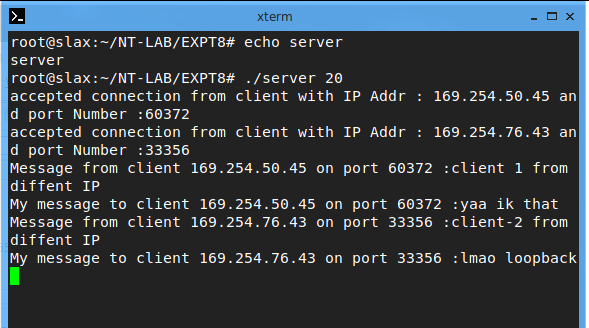 xterm
root@slax:~/NT-LAB/EXPT8# echo server
server
root@slax:~/NT-LAB/EXPT8# ./server 20
accepted connection from client with IP Addr : 169.254.50.45 an
d port Number :60372
accepted connection from client with IP Addr : 169.254.76.43 an
d port Number :33356
Message from client 169.254.50.45 on port 60372 :client 1 from
diffent IP
My message to client 169.254.50.45 on port 60372 :yaa ik that
Message from client 169.254.76.43 on port 33356 :client-2 from
diffent IP
My message to client 169.254.76.43 on port 33356 :lmao loopback